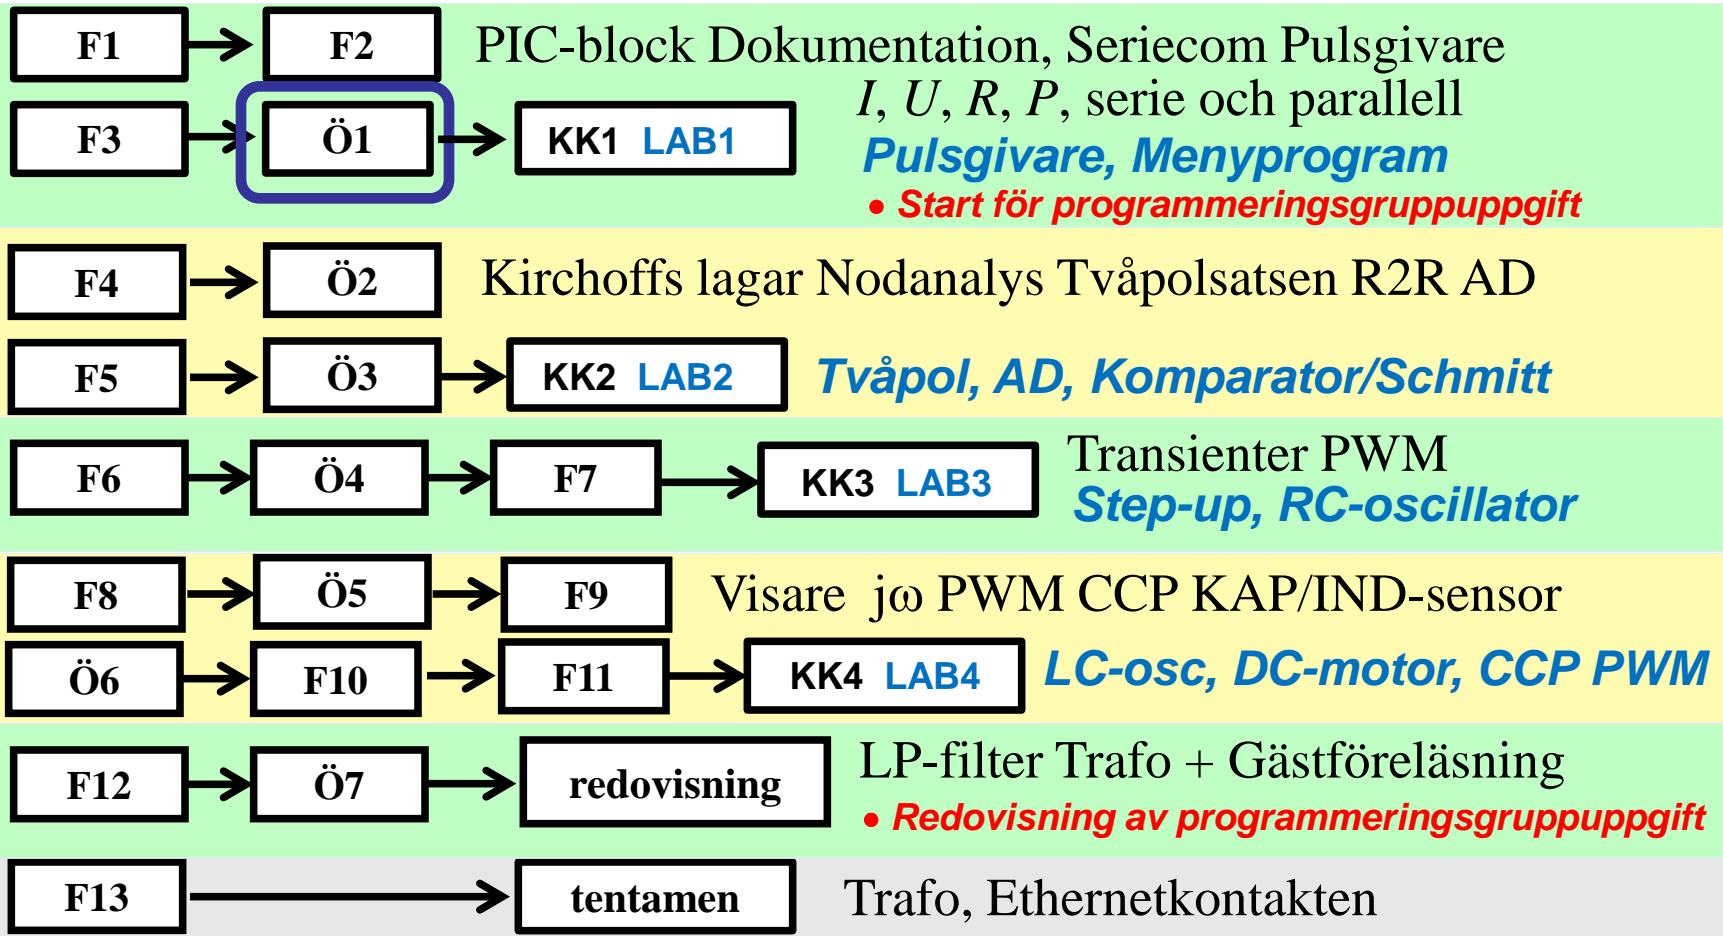 F1 F2 PIC-block Dokumentation, Seriecom Pulsgivare
I, U, R, P, serie och parallell
F3 Ö1 KK1 LAB1 Pulsgivare, Menyprogram
• Start för programmeringsgruppuppgift
F4 Ö2 Kirchoffs lagar Nodanalys Tvåpolsatsen R2R AD
F5 Ö3 KK2 LAB2 Tvåpol, AD, Komparator/Schmitt
F6 Ö4 F7 KK3 LAB3 Transienter PWM
Step-up, RC-oscillator
F8 Ö5 F9 Visare jω PWM CCP KAP/IND-sensor
Ö6 F10 F11 KK4 LAB4 LC-osc, DC-motor, CCP PWM
F12 Ö7 redovisning LP-filter Trafo + Gästföreläsning
• Redovisning av programmeringsgruppuppgift
F13 tentamen Trafo, Ethernetkontakten